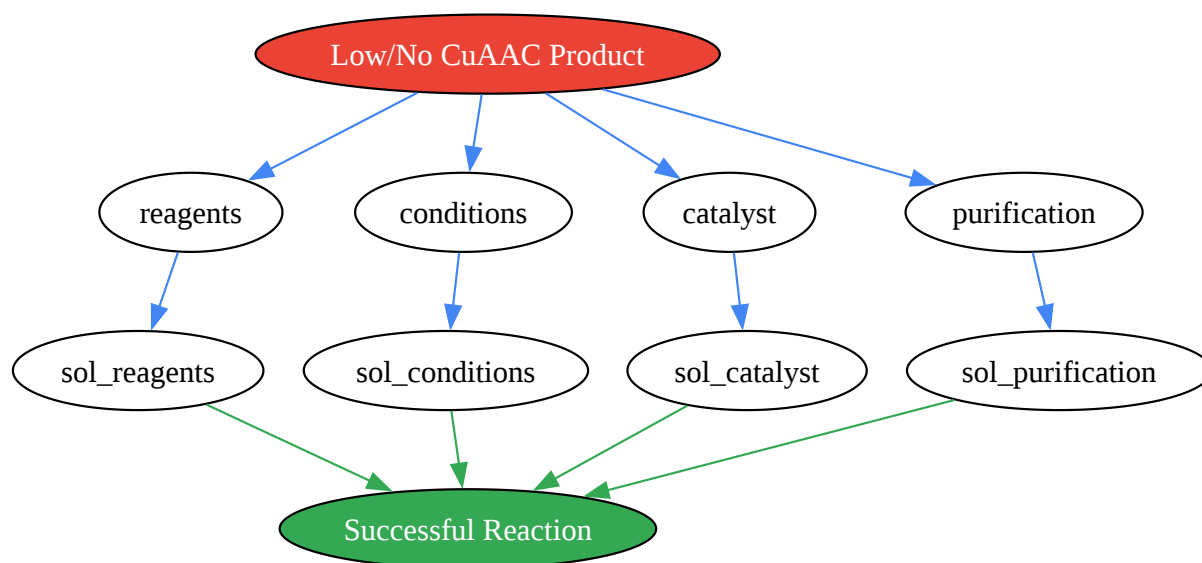 Low/No CuAAC Product
reagents
conditions
catalyst
purification
sol_reagents
sol_conditions
sol_catalyst
sol_purification
Successful Reaction